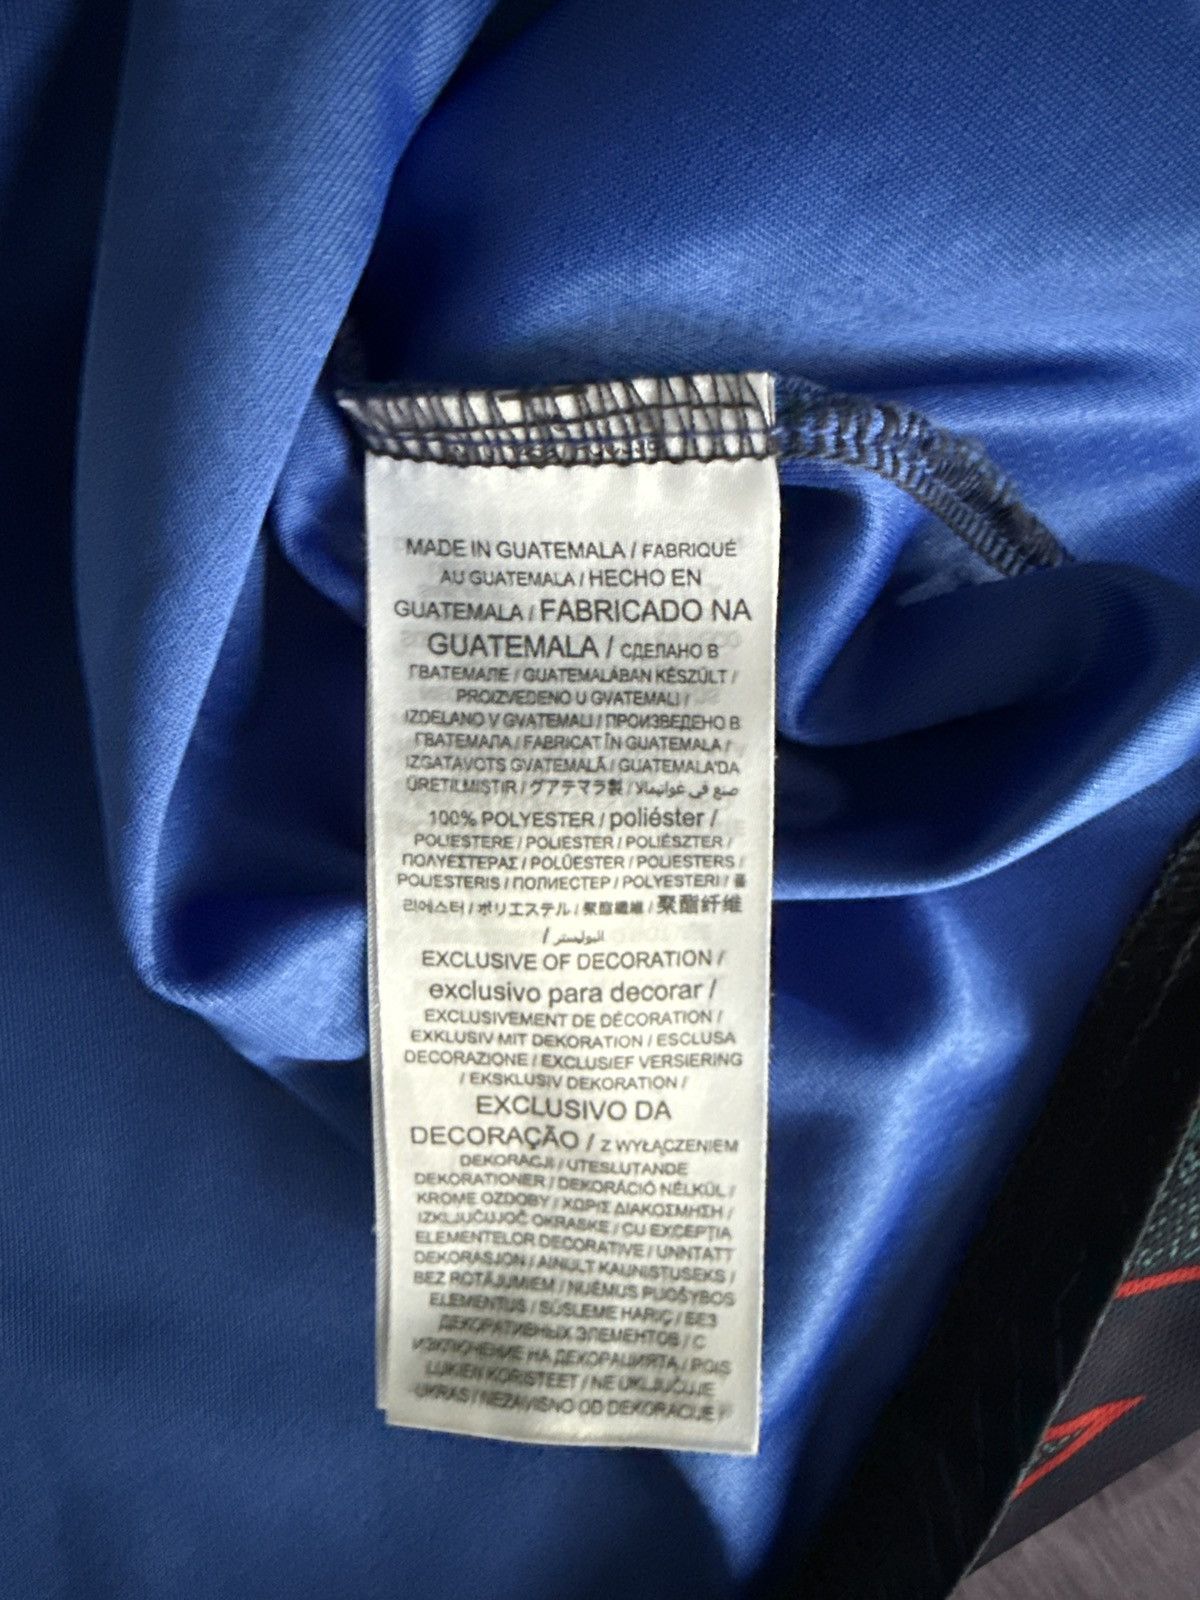 MADE IN GUATEMALA / FABRIQUÉ
AU GUATEMALA / HECHO EN
GUATEMALA / FABRICADO NA
GUATEMALA / СДЕЛАНО В
ГВАТЕМАЛЕ / GUATEMALÁBAN KÉSZÜLT /
PROIZVEDENO U GVATEMALI /
IZDELANO V GVATEMALI / ПРОИЗВЕДЕНО В
ГВАТЕМАЛА / FABRICAT ÎN GUATEMALA /
IZGATAVOTS GVATEMALĀ / GUATEMALA'DA
ÜRETILMISTIR / グアテマラ製 / صنع في غواتيمالا
100% POLYESTER / poliéster /
POLIESTERE / POLIESTER / POLIÉSZTER /
ΠΟΛΥΕΣΤΕΡΑΣ / POLÜESTER / POLIESTERS /
POLIESTERIS / ПОЛИЕСТЕР / POLYESTERI / 폴
리에스터 / ポリエステル / 聚酯纖維 / 聚酯纤维
/ البوليستر
EXCLUSIVE OF DECORATION /
exclusivo para decorar /
EXCLUSIVEMENT DE DÉCORATION /
EXKLUSIV MIT DEKORATION / ESCLUSA
DECORAZIONE / EXCLUSIEF VERSIERING
/ EKSKLUSIV DEKORATION /
EXCLUSIVO DA
DECORAÇÃO / Z WYŁĄCZENIEM
DEKORACJI / UTESLUTANDE
DEKORATIONER / DEKORÁCIÓ NÉLKÜL /
KROME OZDOBY / ΧΩΡΙΣ ΔΙΑΚΟΣΜΗΣΗ /
IZKLJUČUJOČ OKRASKE / CU EXCEPȚIA
ELEMENTELOR DECORATIVE / UNNTATT
DEKORASJON / AINULT KAUNISTUSEKS /
BEZ ROTĀJUMIEM / NUĖMUS PUOŠYBOS
ELEMENTUS / SÜSLEME HARIÇ / БЕЗ
ДЕКОРАТИВНЫХ ЭЛЕМЕНТОВ / С
ИЗКЛЮЧЕНИЕ НА ДЕКОРАЦИЯТА / POIS
LUKIEN KORISTEET / NE UKLJUČUJE
UKRAS / NEZAVISNO OD DEKORACIJE /